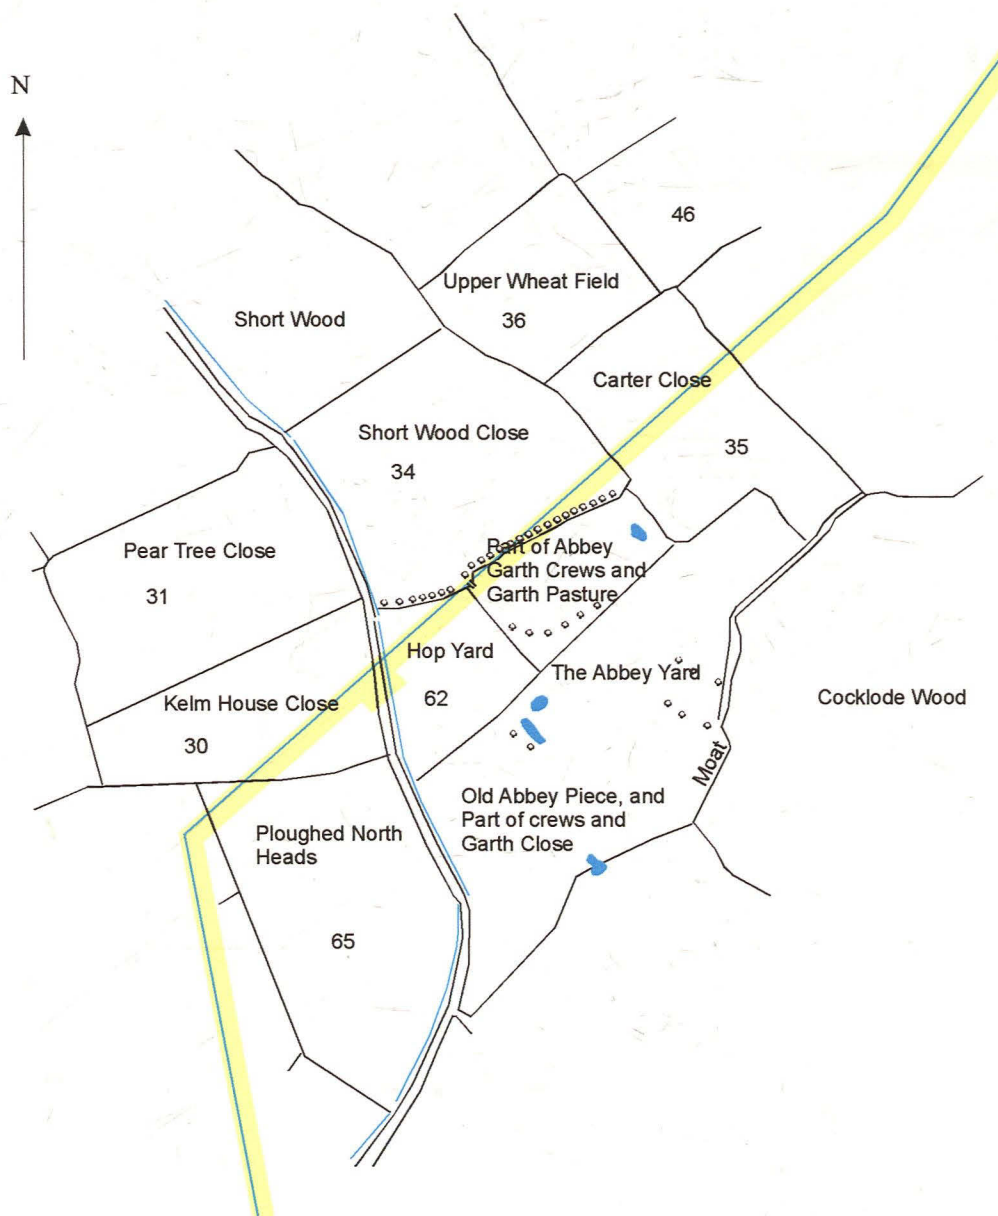 N
46
Upper Wheat Field
36
Short Wood
Carter Close
Short Wood Close
34
35
Pear Tree Close
31
Part of Abbey
Garth Crews and
Garth Pasture
Hop Yard
62
The Abbey Yard
Kelm House Close
30
Cocklode Wood
Moat
Old Abbey Piece, and
Part of crews and
Garth Close
Ploughed North
Heads
65